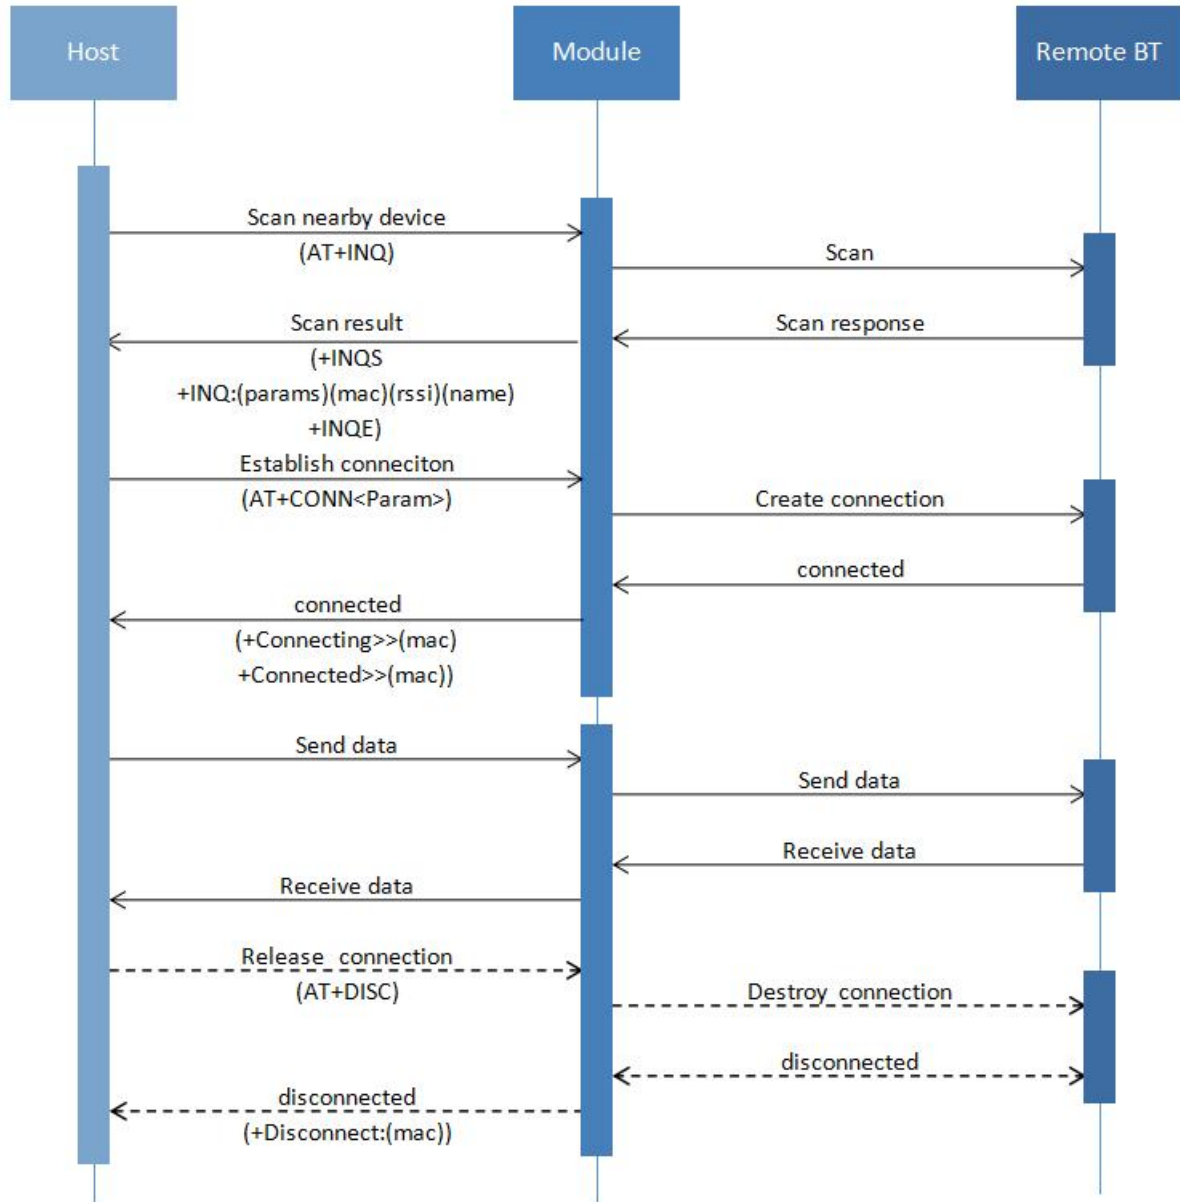 Host
Module
Remote BT
Scan nearby device
(AT+INQ)
Scan
Scan result
Scan response
(+INQS
+INQ:(params)(mac)(rssi)(name)
+INQE)
Establish conneciton
(AT+CONN<Param>)
Create connection
connected
connected
(+Connecting>>(mac)
+Connected>>(mac))
Send data
Send data
Receive data
Receive data
Release connection
(AT+DISC)
Destroy connection
disconnected
disconnected
(+Disconnect:(mac))